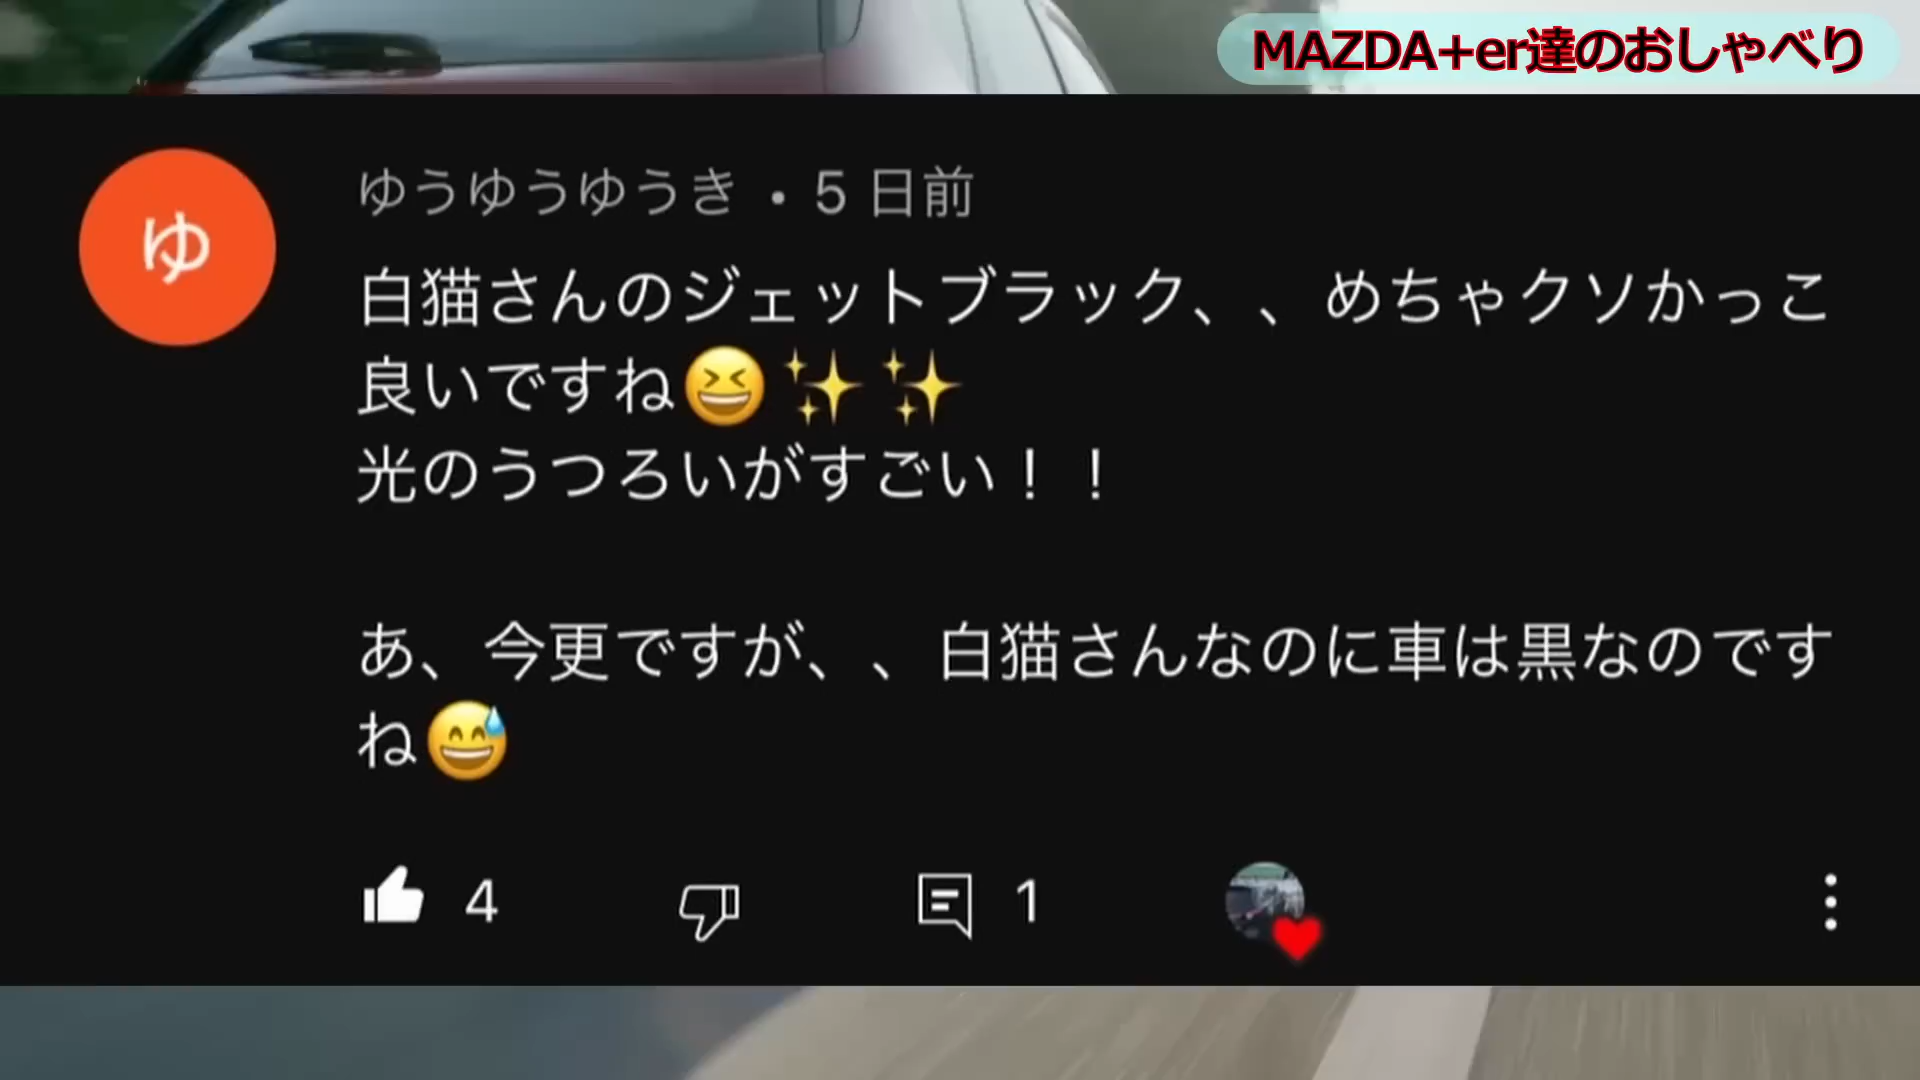 MAZDA+er達のおしゃべり
ゆ
ゆうゆうゆうき • 5 日前
白猫さんのジェットブラック、、めちゃクソかっこ
良いですね😆✨✨
光のうつろいがすごい！！
あ、今更ですが、、白猫さんなのに車は黒なのです
ね😅
4
1